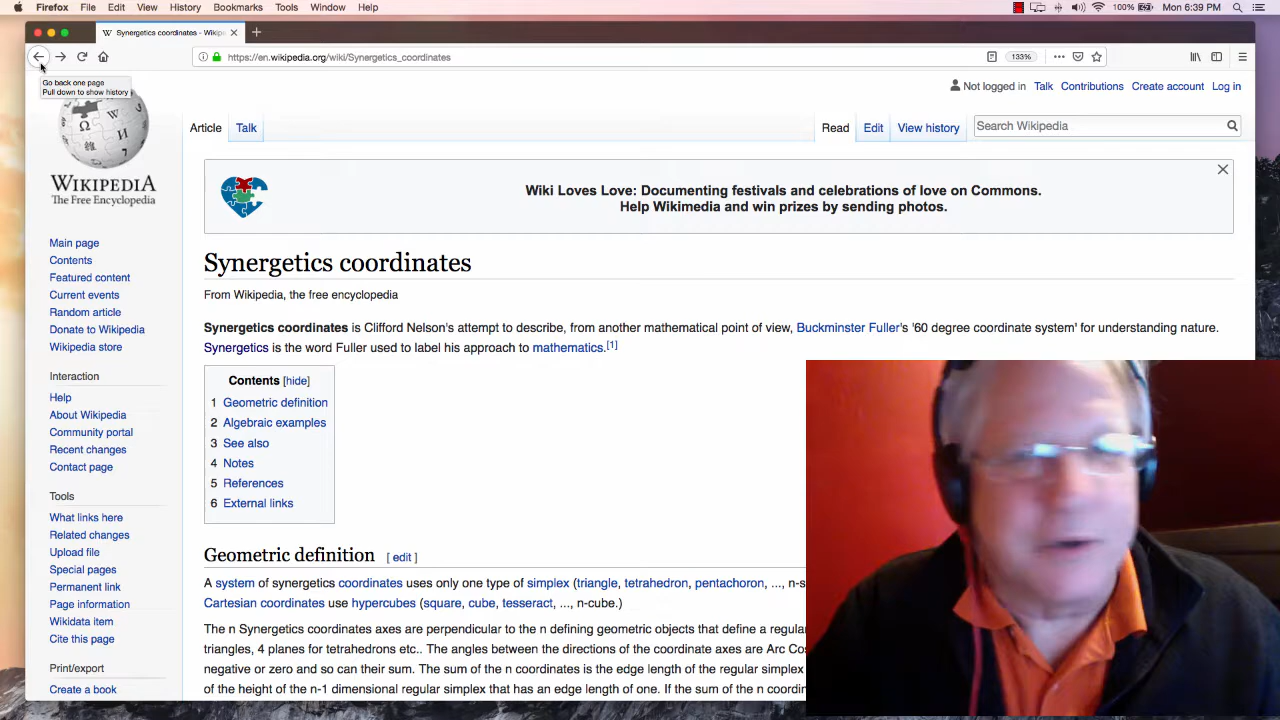 Firefox File Edit View History Bookmarks Tools Window Help 100% Mon 6:39 PM
Synergetics coordinates - Wikip
https://en.wikipedia.org/wiki/Synergetics_coordinates 133%
Go back one page
Pull down to show history
Not logged in Talk Contributions Create account Log in
Article Talk Read Edit View history Search Wikipedia
WIKIPEDIA
The Free Encyclopedia
Wiki Loves Love: Documenting festivals and celebrations of love on Commons.
Help Wikimedia and win prizes by sending photos.
Main page
Contents
Featured content
Current events
Random article
Donate to Wikipedia
Wikipedia store
Interaction
Help
About Wikipedia
Community portal
Recent changes
Contact page
Tools
What links here
Related changes
Upload file
Special pages
Permanent link
Page information
Wikidata item
Cite this page
Print/export
Create a book
Synergetics coordinates
From Wikipedia, the free encyclopedia
Synergetics coordinates is Clifford Nelson's attempt to describe, from another mathematical point of view, Buckminster Fuller's '60 degree coordinate system' for understanding nature.
Synergetics is the word Fuller used to label his approach to mathematics.[1]
Contents [hide]
1 Geometric definition
2 Algebraic examples
3 See also
4 Notes
5 References
6 External links
Geometric definition [ edit ]
A system of synergetics coordinates uses only one type of simplex (triangle, tetrahedron, pentachoron, ..., n-s
Cartesian coordinates use hypercubes (square, cube, tesseract, ..., n-cube.)
The n Synergetics coordinates axes are perpendicular to the n defining geometric objects that define a regula
triangles, 4 planes for tetrahedrons etc.. The angles between the directions of the coordinate axes are Arc Co
negative or zero and so can their sum. The sum of the n coordinates is the edge length of the regular simplex
of the height of the n-1 dimensional regular simplex that has an edge length of one. If the sum of the n coordin